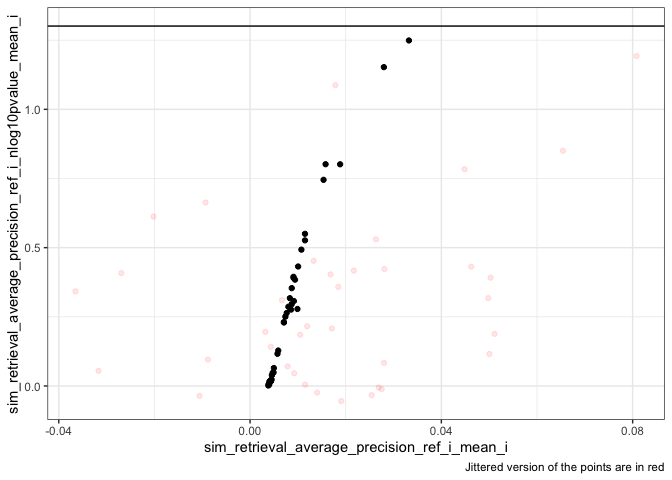 sim_retrieval_average_precision_ref_i_nlog10pvalue_mean_i
1.0
0.5
0.0
-0.04
0.00
0.04
0.08
sim_retrieval_average_precision_ref_i_mean_i
Jittered version of the points are in red